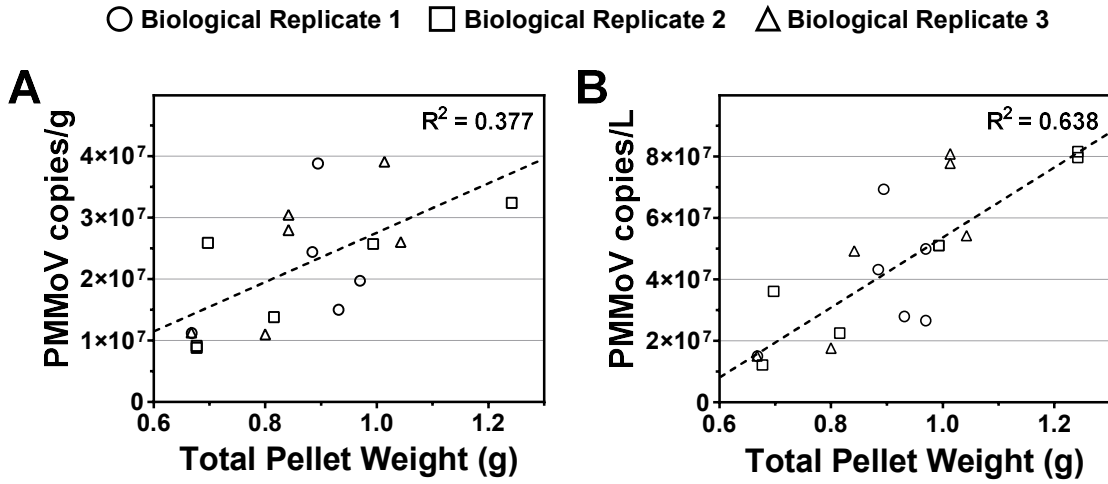 Biological Replicate 1 Biological Replicate 2 Biological Replicate 3
A
PMMoV copies/g
R² = 0.377
4×10⁷
3×10⁷
2×10⁷
1×10⁷
0
0.6 0.8 1.0 1.2
Total Pellet Weight (g)
B
PMMoV copies/L
R² = 0.638
8×10⁷
6×10⁷
4×10⁷
2×10⁷
0
0.6 0.8 1.0 1.2
Total Pellet Weight (g)